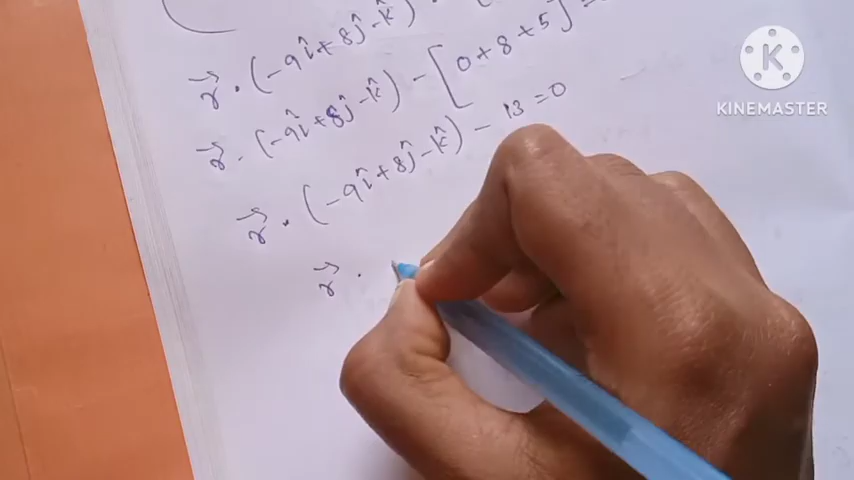 r⃗ · (-9î + 8ĵ - k̂)
r⃗ · (-9î + 8ĵ - k̂) - [0 + 8 + 5] =
r⃗ · (-9î + 8ĵ - k̂) - 13 = 0
r⃗ ·
K
KINEMASTER